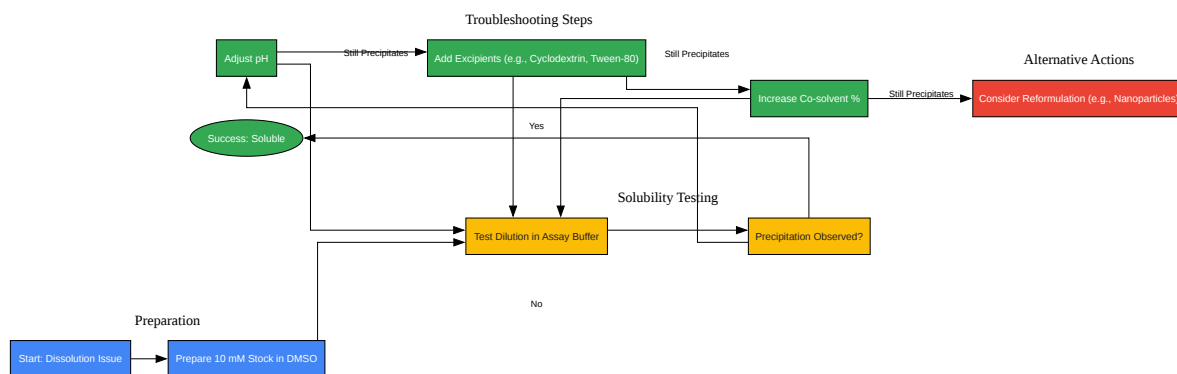 Troubleshooting Steps
Adjust pH
Still Precipitates
Add Excipients (e.g., Cyclodextrin, Tween-80)
Still Precipitates
Alternative Actions
Increase Co-solvent %
Still Precipitates
Consider Reformulation (e.g., Nanoparticles)
Success: Soluble
Yes
Solubility Testing
Test Dilution in Assay Buffer
Precipitation Observed?
No
Preparation
Start: Dissolution Issue
Prepare 10 mM Stock in DMSO